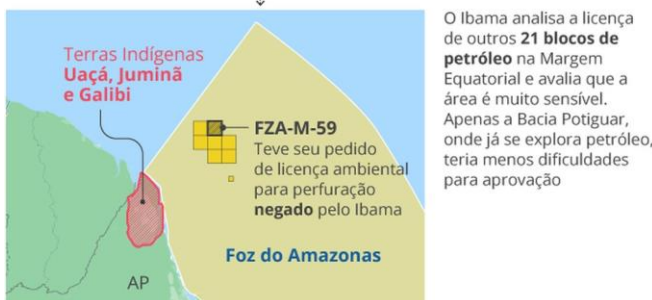 Terras Indígenas
Uaçá, Juminã
e Galibi
FZA-M-59
Teve seu pedido
de licença ambiental
para perfuração
negado pelo Ibama
Foz do Amazonas
AP
O Ibama analisa a licença
de outros 21 blocos de
petróleo na Margem
Equatorial e avalia que a
área é muito sensível.
Apenas a Bacia Potiguar,
onde já se explora petróleo,
teria menos dificuldades
para aprovação